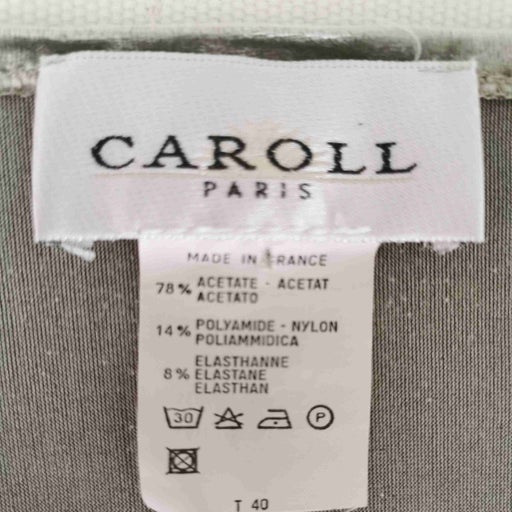 CAROLL
PARIS
MADE IN FRANCE
78% ACETATE - ACETAT
ACETATO
14% POLYAMIDE - NYLON
POLIAMMIDICA
ELASTHANNE
8% ELASTANE
ELASTHAN
30 P
T 40